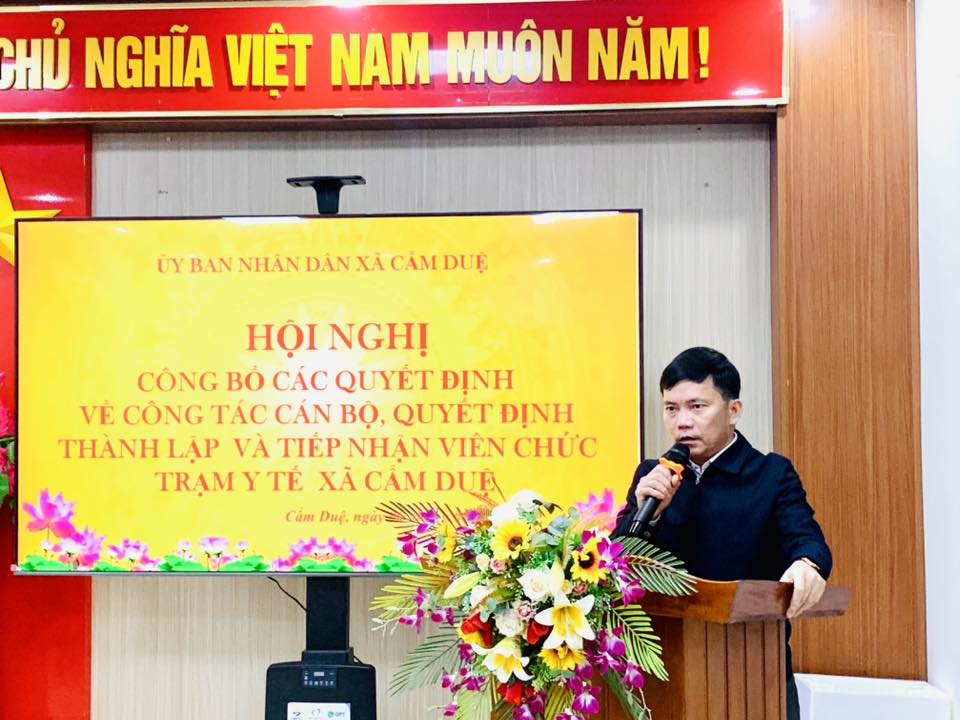 CHỦ NGHĨA VIỆT NAM MUÔN NĂM!
ỦY BAN NHÂN DÂN XÃ CẨM DUỆ
HỘI NGHỊ
CÔNG BỐ CÁC QUYẾT ĐỊNH
VỀ CÔNG TÁC CÁN BỘ, QUYẾT ĐỊNH
THÀNH LẬP VÀ TIẾP NHẬN VIÊN CHỨC
TRẠM Y TẾ XÃ CẨM DUỆ
Cẩm Duệ, ngày